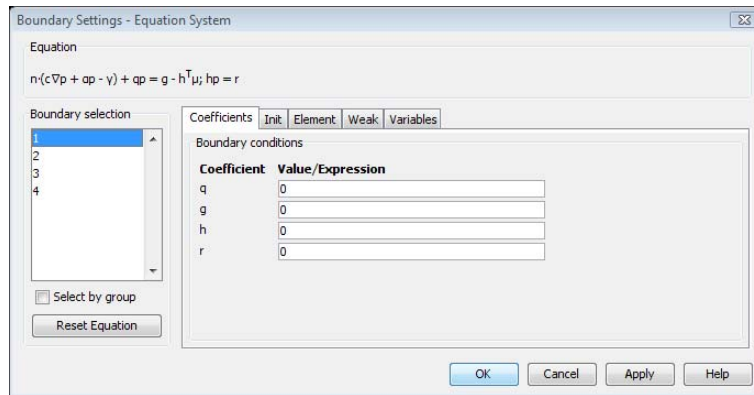 Boundary Settings - Equation System
Equation
n·(c∇p + αp - γ) + qp = g - hᵀμ; hp = r
Boundary selection
1
2
3
4
Select by group
Reset Equation
Coefficients Init Element Weak Variables
Boundary conditions
Coefficient Value/Expression
q 0
g 0
h 0
r 0
OK Cancel Apply Help